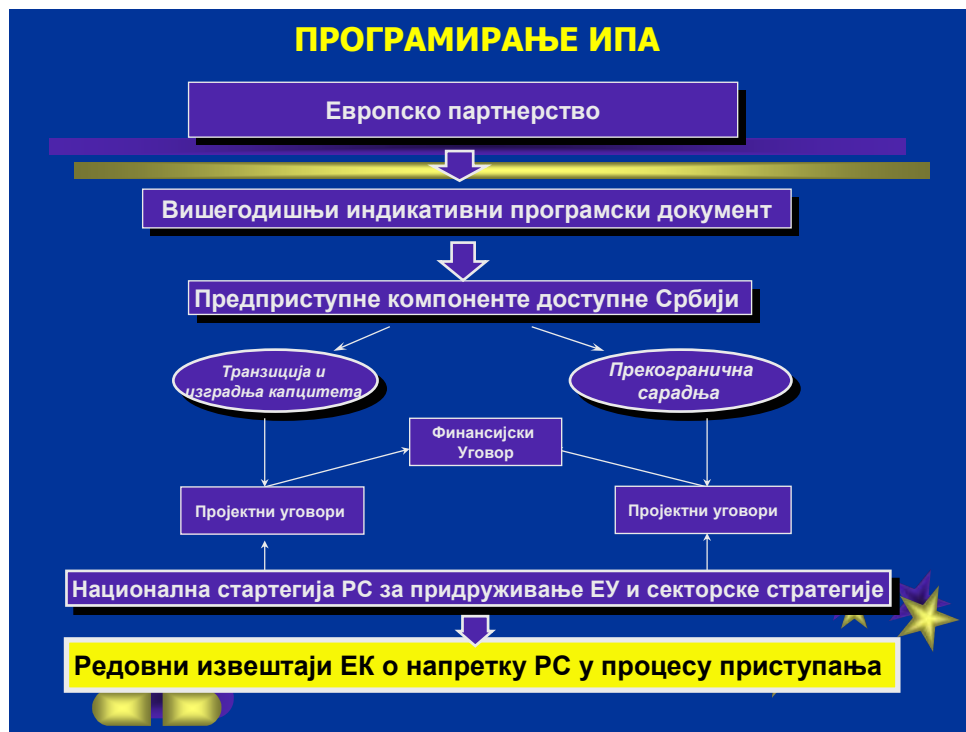 ПРОГРАМИРАЊЕ ИПА
Европско партнерство
Вишегодишњи индикативни програмски документ
Предприступне компоненте доступне Србији
Транзиција и
изградња капцитета
Прекогранична
сарадња
Финансијски
Уговор
Пројектни уговори
Пројектни уговори
Национална стартегија РС за придруживање ЕУ и секторске стратегије
Редовни извештаји ЕК о напретку РС у процесу приступања